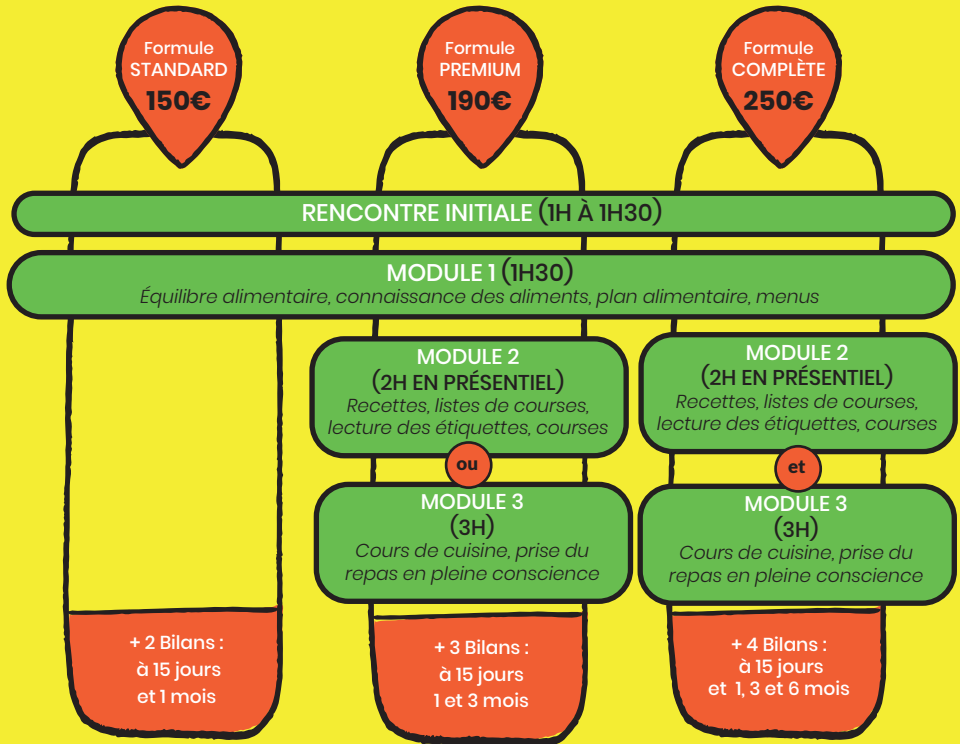 Formule
STANDARD
150€
Formule
PREMIUM
190€
Formule
COMPLÈTE
250€
RENCONTRE INITIALE (1H À 1H30)
MODULE 1 (1H30)
Équilibre alimentaire, connaissance des aliments, plan alimentaire, menus
MODULE 2
(2H EN PRÉSENTIEL)
Recettes, listes de courses,
lecture des étiquettes, courses
ou
MODULE 3
(3H)
Cours de cuisine, prise du
repas en pleine conscience
MODULE 2
(2H EN PRÉSENTIEL)
Recettes, listes de courses,
lecture des étiquettes, courses
et
MODULE 3
(3H)
Cours de cuisine, prise du
repas en pleine conscience
+ 2 Bilans :
à 15 jours
et 1 mois
+ 3 Bilans :
à 15 jours
1 et 3 mois
+ 4 Bilans :
à 15 jours
et 1, 3 et 6 mois